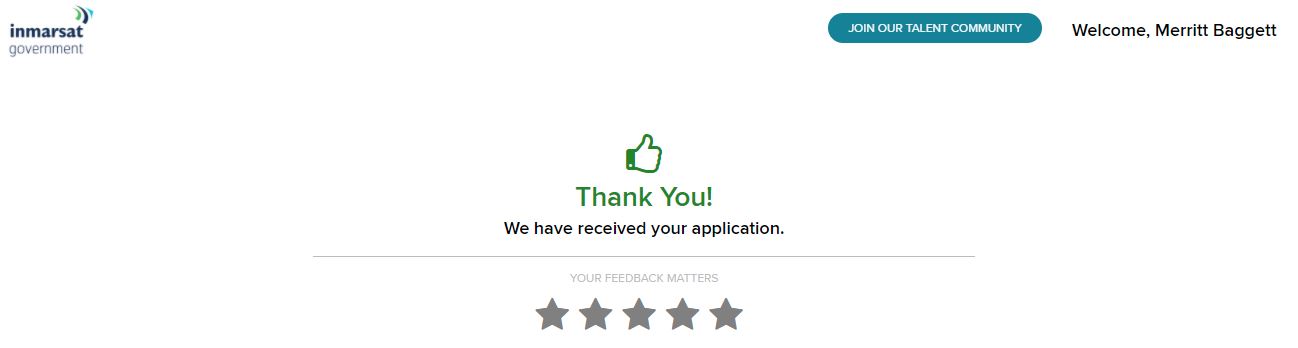 inmarsat
government
JOIN OUR TALENT COMMUNITY
Welcome, Merritt Baggett
Thank You!
We have received your application.
YOUR FEEDBACK MATTERS